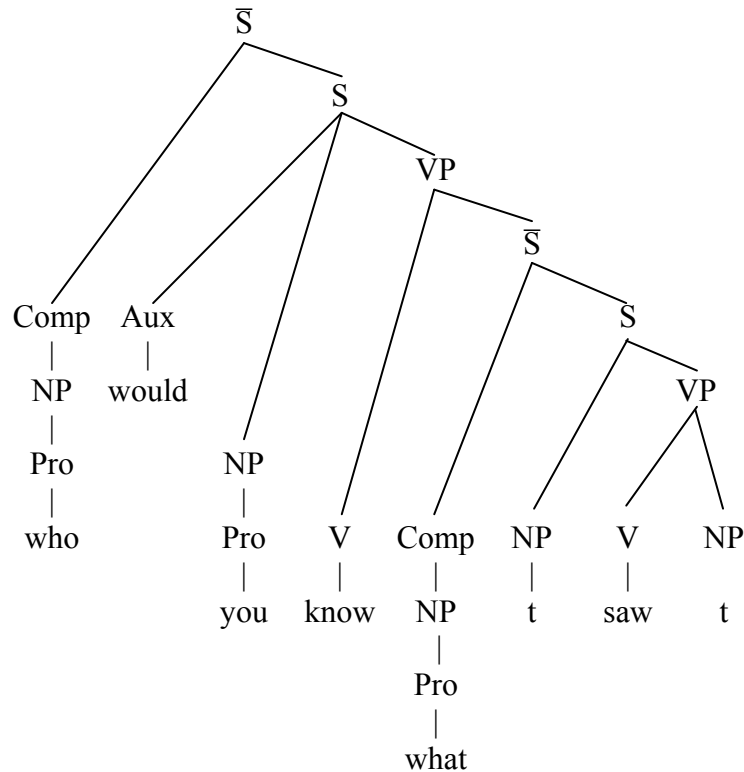 S̅
S
VP
S̅
Comp Aux S
NP would VP
Pro NP
who Pro V Comp NP V NP
you know NP t saw t
Pro
what